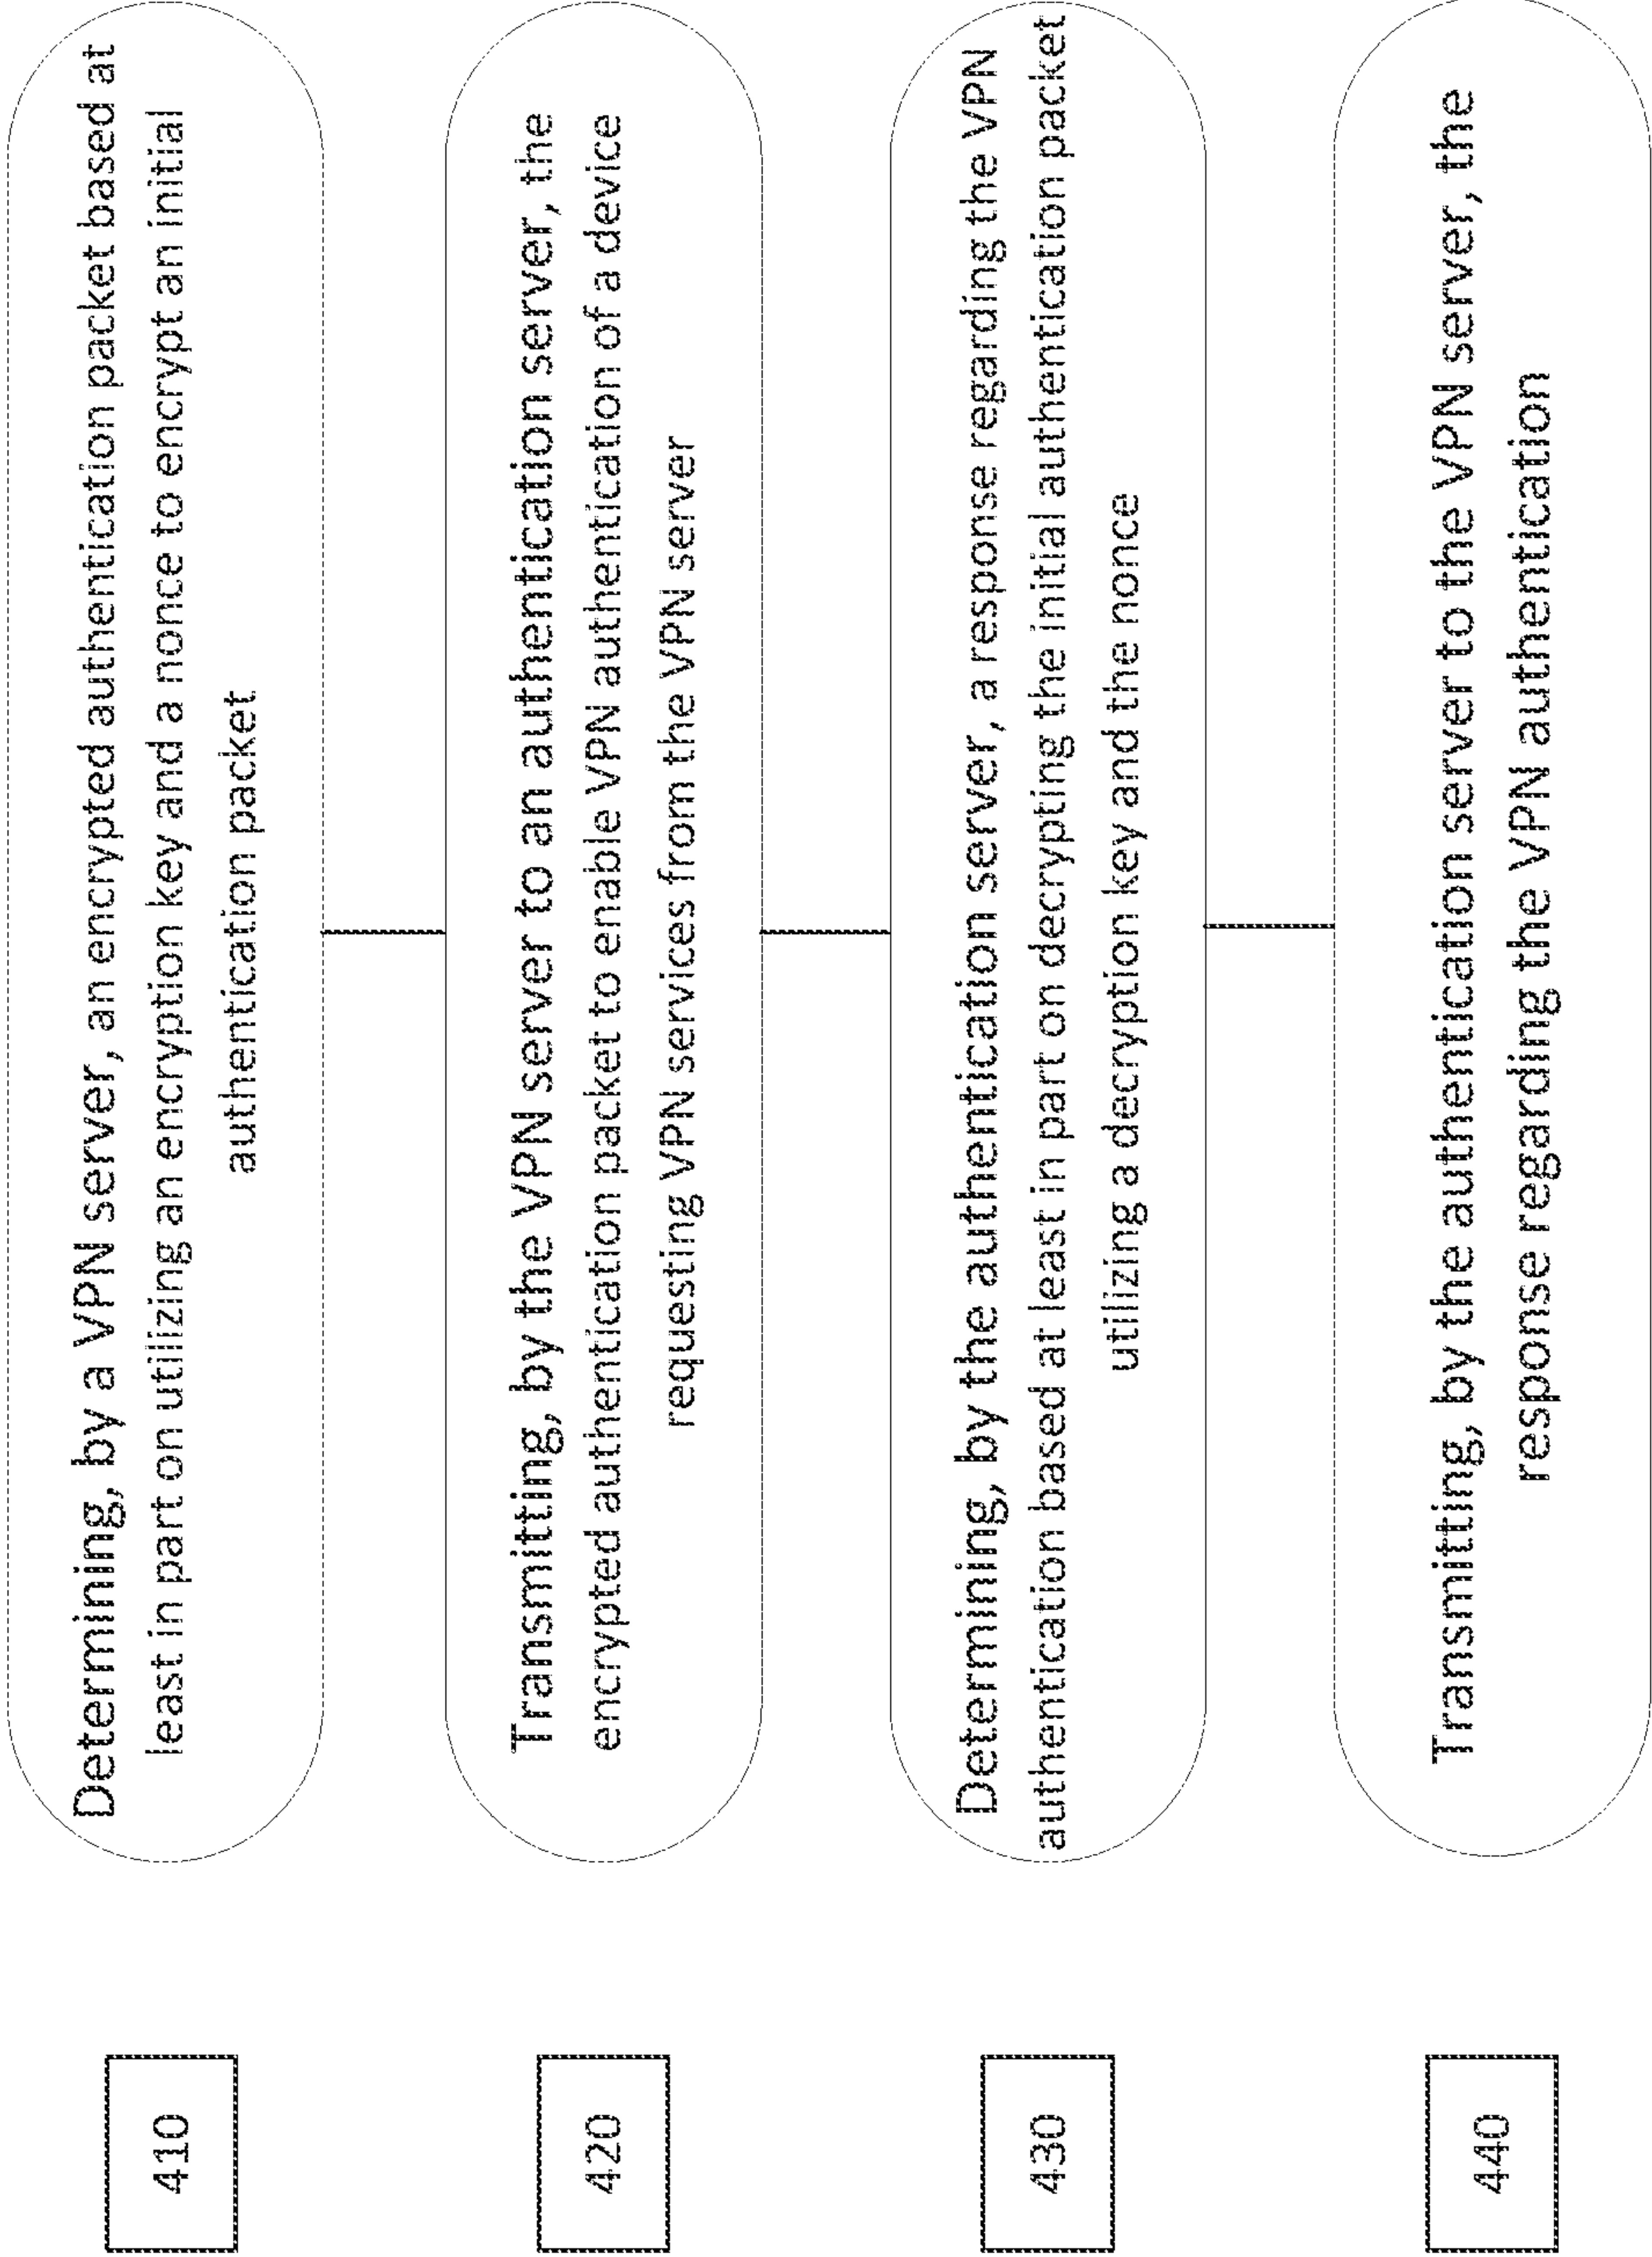 410
Determining, by a VPN server, an encrypted authentication packet based at
least in part on utilizing an encryption key and a nonce to encrypt an initial
authentication packet
420
Transmitting, by the VPN server to an authentication server, the
encrypted authentication packet to enable VPN authentication of a device
requesting VPN services from the VPN server
430
Determining, by the authentication server, a response regarding the VPN
authentication based at least in part on decrypting the initial authentication packet
utilizing a decryption key and the nonce
440
Transmitting, by the authentication server to the VPN server, the
response regarding the VPN authentication